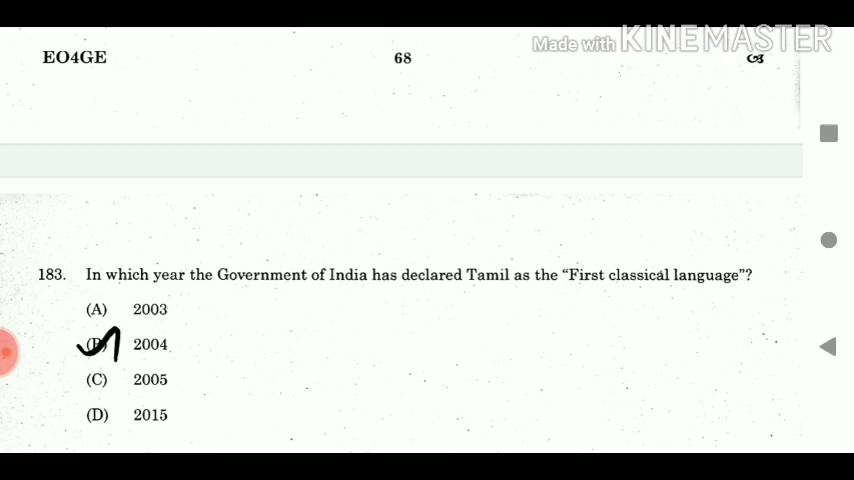 Made with KINEMASTER
EO4GE 68
183. In which year the Government of India has declared Tamil as the “First classical language”?
(A) 2003
(B) 2004
(C) 2005
(D) 2015